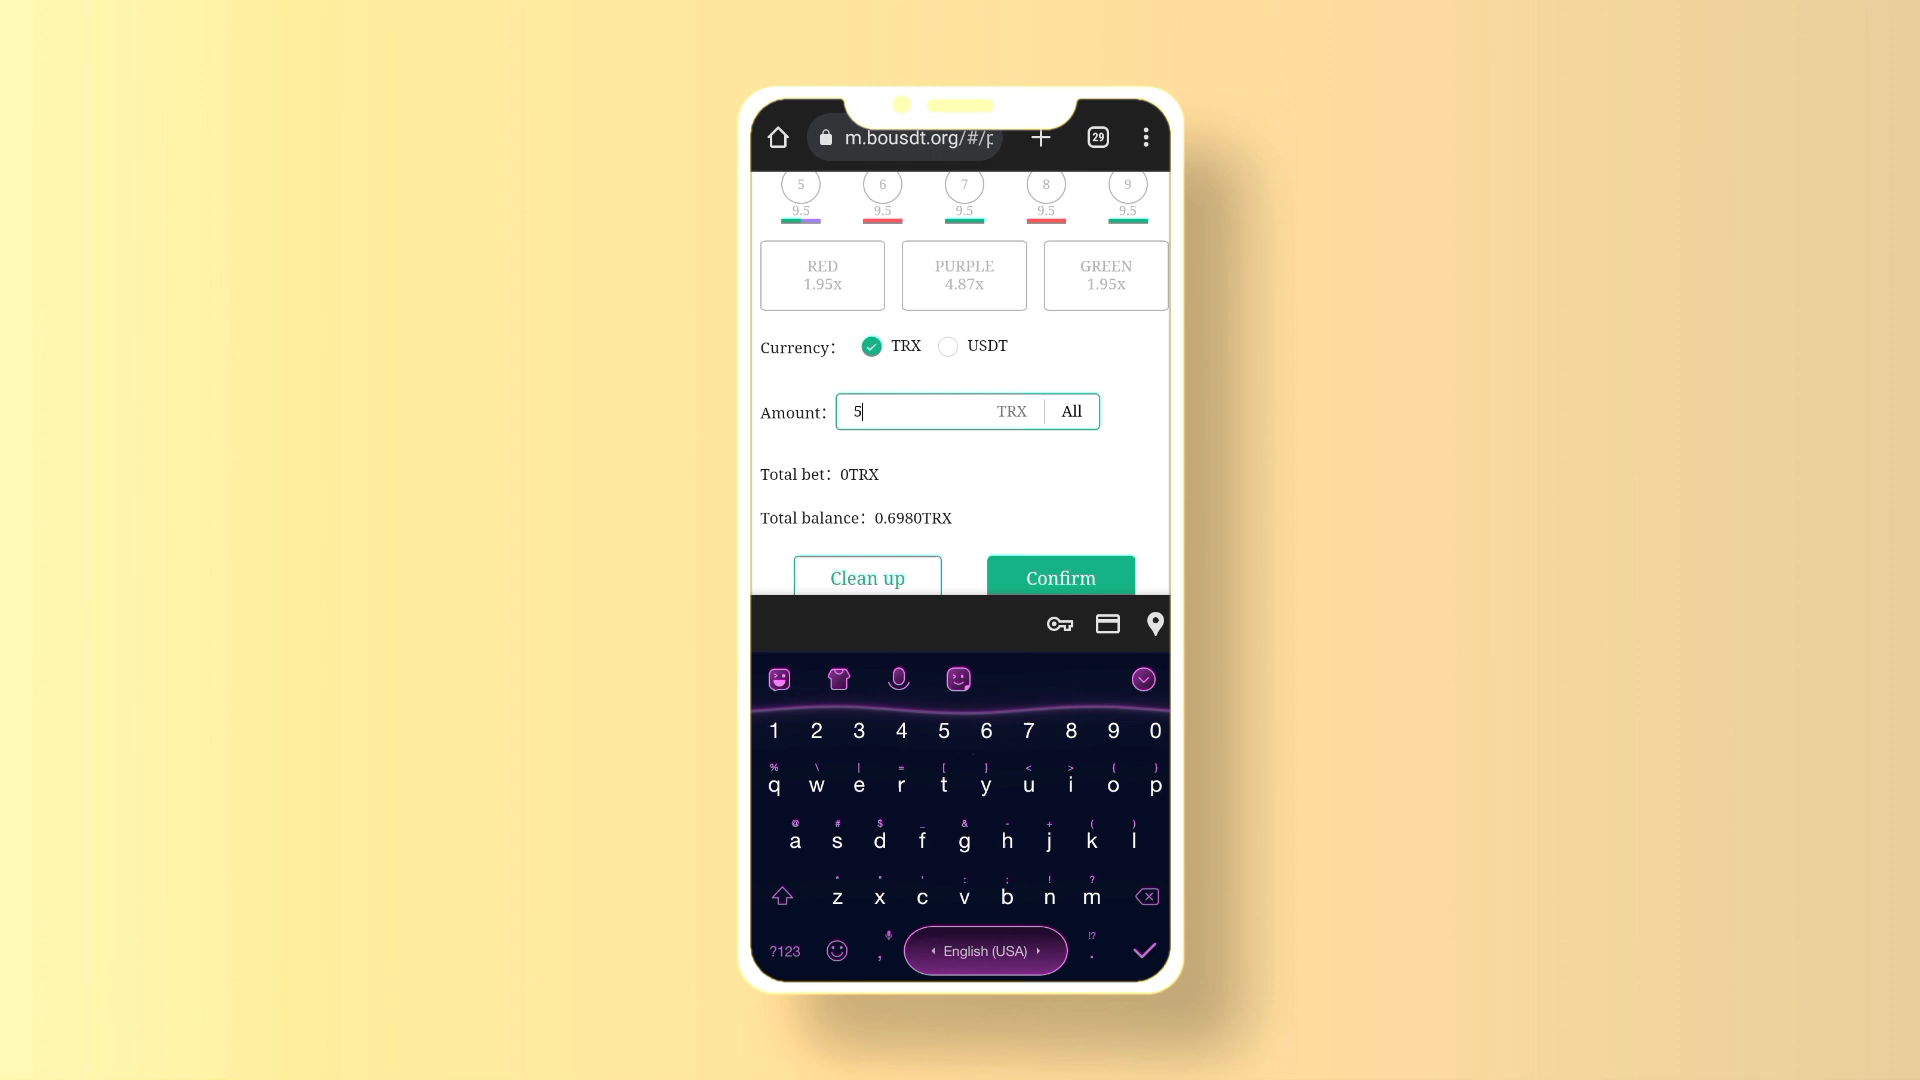 m.bousdt.org/#/p
29
5 6 7 8 9
9.5 9.5 9.5 9.5 9.5
RED PURPLE GREEN
1.95x 4.87x 1.95x
Currency: TRX USDT
Amount: 5 TRX All
Total bet: 0TRX
Total balance: 0.6980TRX
Clean up Confirm
1 2 3 4 5 6 7 8 9 0
% \ | = [ ] < > { }
q w e r t y u i o p
@ # $ _ & - + ( )
a s d f g h j k l
* " ' : ; ! ?
z x c v b n m
!?
?123 , English (USA) .